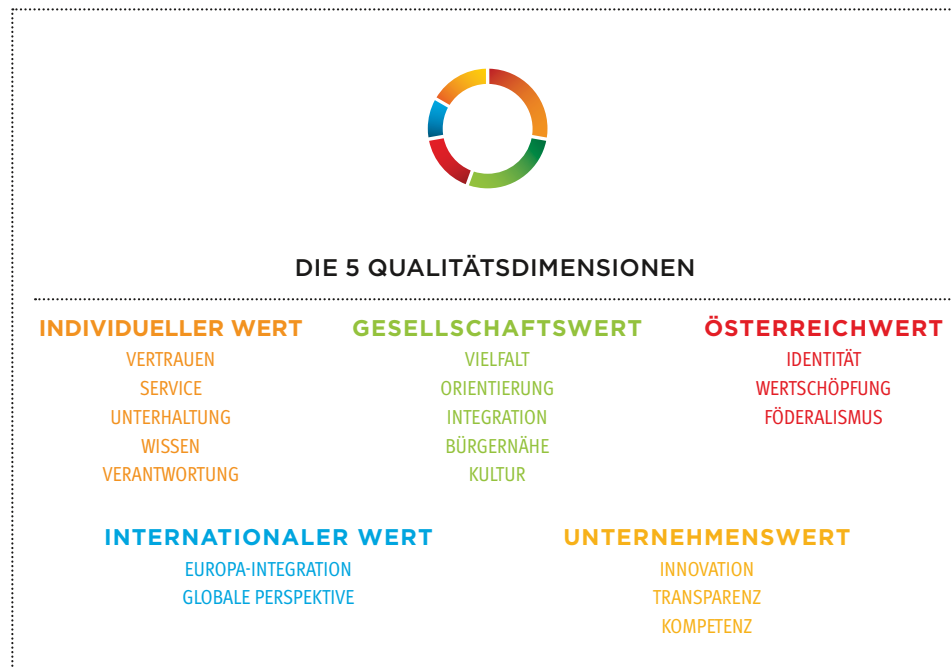 DIE 5 QUALITÄTSDIMENSIONEN
INDIVIDUELLER WERT
VERTRAUEN
SERVICE
UNTERHALTUNG
WISSEN
VERANTWORTUNG
GESELLSCHAFTSWERT
VIELFALT
ORIENTIERUNG
INTEGRATION
BÜRGERNÄHE
KULTUR
ÖSTERREICHWERT
IDENTITÄT
WERTSCHÖPFUNG
FÖDERALISMUS
INTERNATIONALER WERT
EUROPA-INTEGRATION
GLOBALE PERSPEKTIVE
UNTERNEHMENSWERT
INNOVATION
TRANSPARENZ
KOMPETENZ